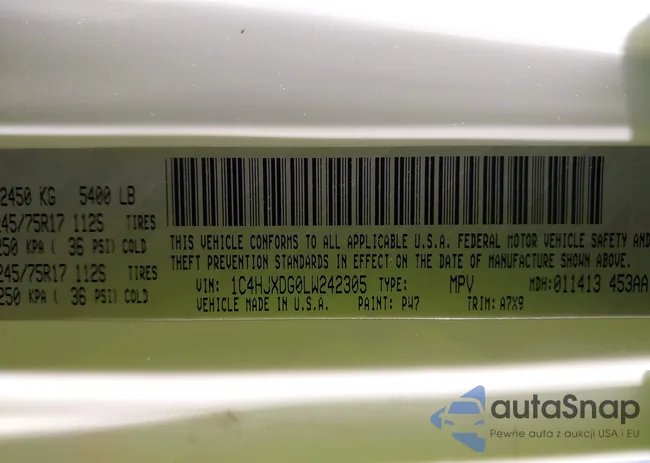 2450 KG 5400 LB
245/75R17 112S TIRES
250 KPA ( 36 PSI) COLD
245/75R17 112S TIRES
250 KPA ( 36 PSI) COLD
THIS VEHICLE CONFORMS TO ALL APPLICABLE U.S.A. FEDERAL MOTOR VEHICLE SAFETY AND
THEFT PREVENTION STANDARDS IN EFFECT ON THE DATE OF MANUFACTURE SHOWN ABOVE.
VIN: 1C4HJXDG0LW242305 TYPE: MPV MDH: 011413 453AA
VEHICLE MADE IN U.S.A. PAINT: PW7 TRIM: A7X9
autaSnap
Pewne auta z aukcji USA i EU